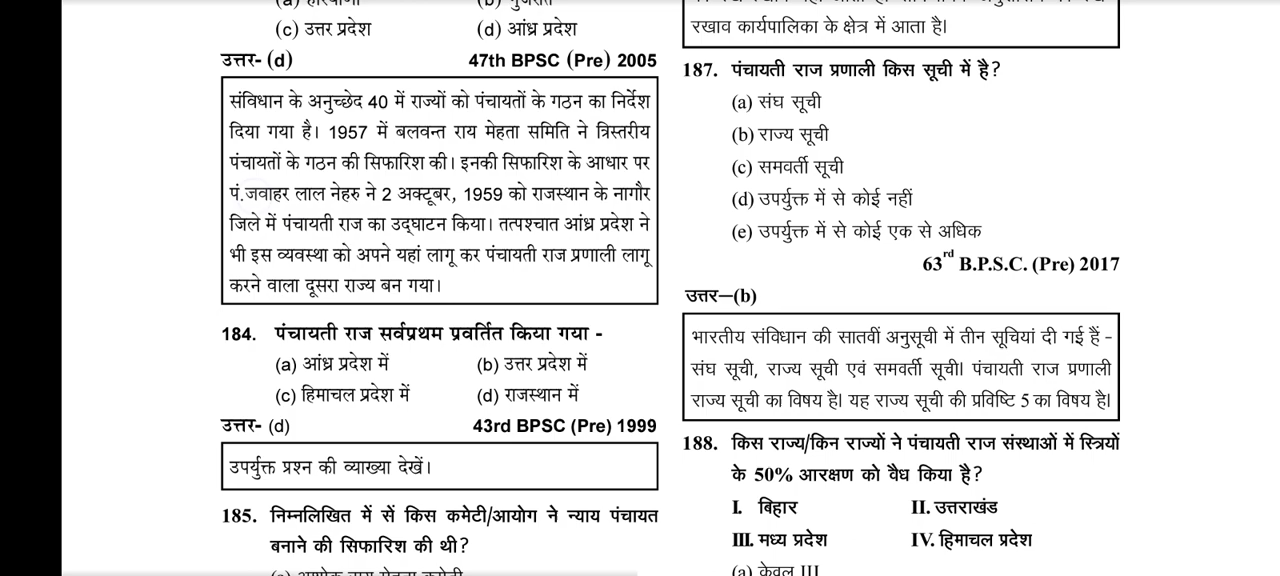 (c) उत्तर प्रदेश (d) आंध्र प्रदेश
उत्तर- (d) 47th BPSC (Pre) 2005
संविधान के अनुच्छेद 40 में राज्यों को पंचायतों के गठन का निर्देश
दिया गया है। 1957 में बलवन्त राय मेहता समिति ने त्रिस्तरीय
पंचायतों के गठन की सिफारिश की। इनकी सिफारिश के आधार पर
पं.जवाहर लाल नेहरु ने 2 अक्टूबर, 1959 को राजस्थान के नागौर
जिले में पंचायती राज का उद्घाटन किया। तत्पश्चात आंध्र प्रदेश ने
भी इस व्यवस्था को अपने यहां लागू कर पंचायती राज प्रणाली लागू
करने वाला दूसरा राज्य बन गया।
184. पंचायती राज सर्वप्रथम प्रवर्तित किया गया -
(a) आंध्र प्रदेश में (b) उत्तर प्रदेश में
(c) हिमाचल प्रदेश में (d) राजस्थान में
उत्तर- (d) 43rd BPSC (Pre) 1999
उपर्युक्त प्रश्न की व्याख्या देखें।
185. निम्नलिखित में सें किस कमेटी/आयोग ने न्याय पंचायत
बनाने की सिफारिश की थी?
रखाव कार्यपालिका के क्षेत्र में आता है।
187. पंचायती राज प्रणाली किस सूची में है?
(a) संघ सूची
(b) राज्य सूची
(c) समवर्ती सूची
(d) उपर्युक्त में से कोई नहीं
(e) उपर्युक्त में से कोई एक से अधिक
63rd B.P.S.C. (Pre) 2017
उत्तर–(b)
भारतीय संविधान की सातवीं अनुसूची में तीन सूचियां दी गई हैं -
संघ सूची, राज्य सूची एवं समवर्ती सूची। पंचायती राज प्रणाली
राज्य सूची का विषय है। यह राज्य सूची की प्रविष्टि 5 का विषय है।
188. किस राज्य/किन राज्यों ने पंचायती राज संस्थाओं में स्त्रियों
के 50% आरक्षण को वैध किया है?
I. बिहार II. उत्तराखंड
III. मध्य प्रदेश IV. हिमाचल प्रदेश
(a) केवल III